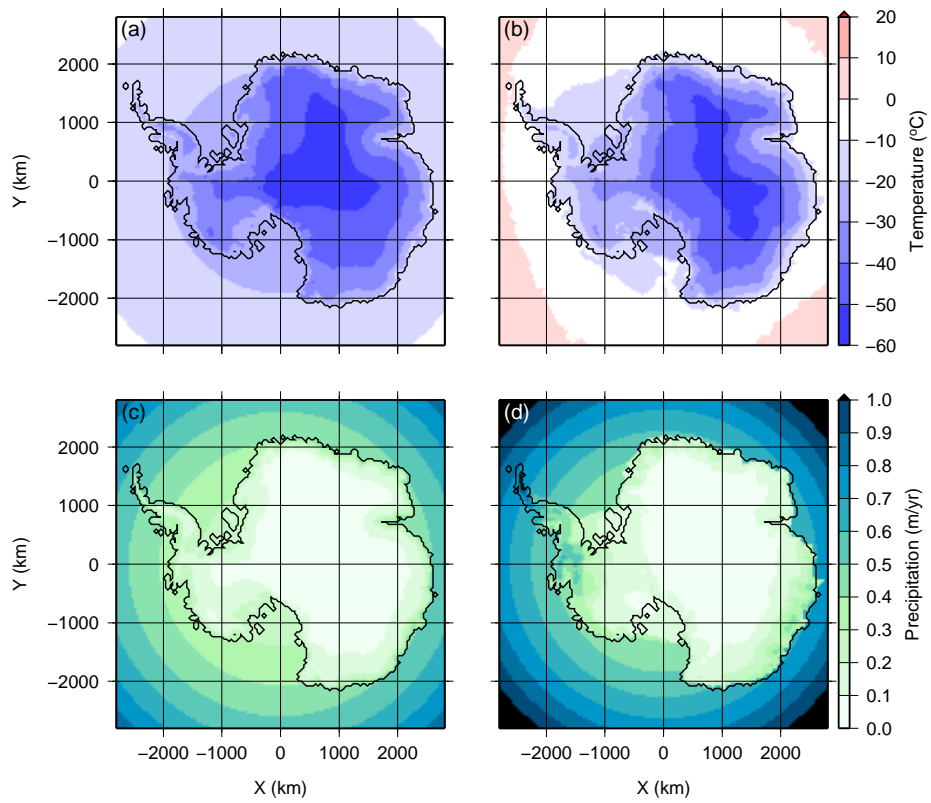 (a)
(b)
2000
1000
0
−1000
−2000
Y (km)
20
10
0
−10
−20
−30
−40
−50
−60
Temperature (ºC)
(c)
(d)
2000
1000
0
−1000
−2000
Y (km)
1.0
0.9
0.8
0.7
0.6
0.5
0.4
0.3
0.2
0.1
0.0
Precipitation (m/yr)
−2000 −1000 0 1000 2000
−2000 −1000 0 1000 2000
X (km)
X (km)